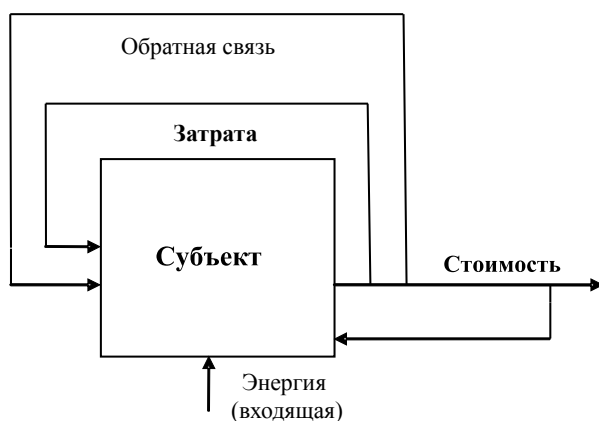 Обратная связь
Затрата
Субъект
Стоимость
Энергия
(входящая)